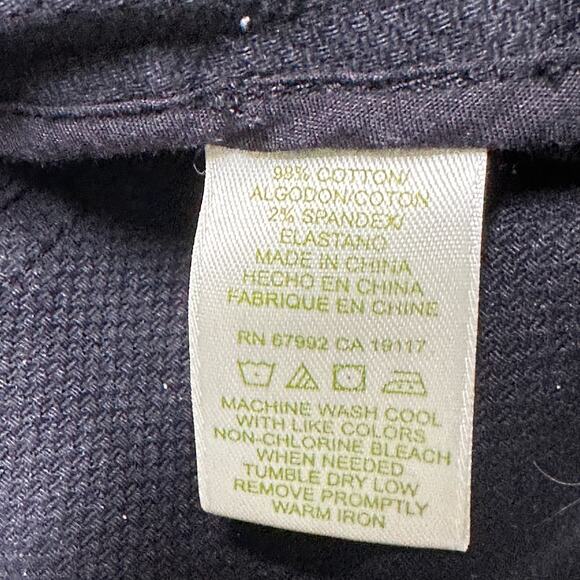 98% COTTON/
ALGODON/COTON
2% SPANDEX/
ELASTANO
MADE IN CHINA
HECHO EN CHINA
FABRIQUE EN CHINE
RN 67992 CA 19117
MACHINE WASH COOL
WITH LIKE COLORS
NON-CHLORINE BLEACH
WHEN NEEDED
TUMBLE DRY LOW
REMOVE PROMPTLY
WARM IRON